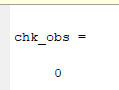 chk_obs =
0